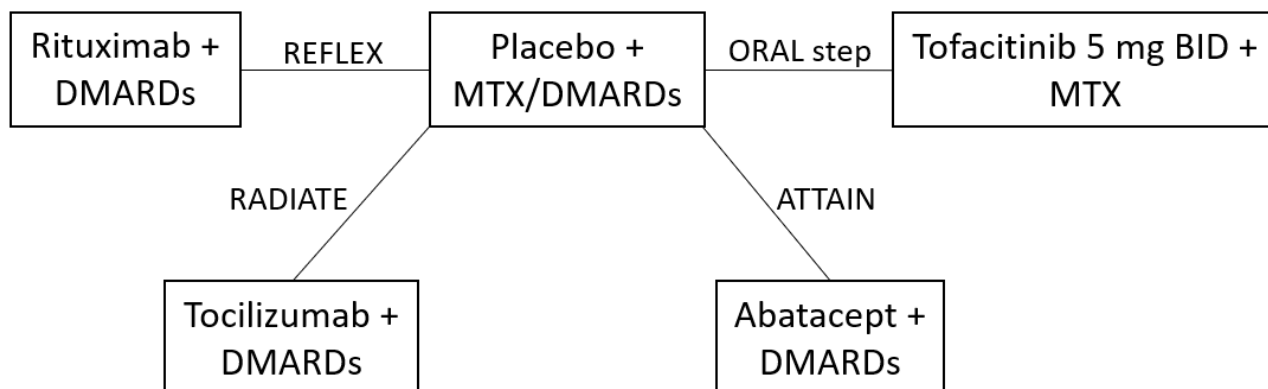 Rituximab +
DMARDs
REFLEX
Placebo +
MTX/DMARDs
ORAL step
Tofacitinib 5 mg BID +
MTX
RADIATE
ATTAIN
Tocilizumab +
DMARDs
Abatacept +
DMARDs